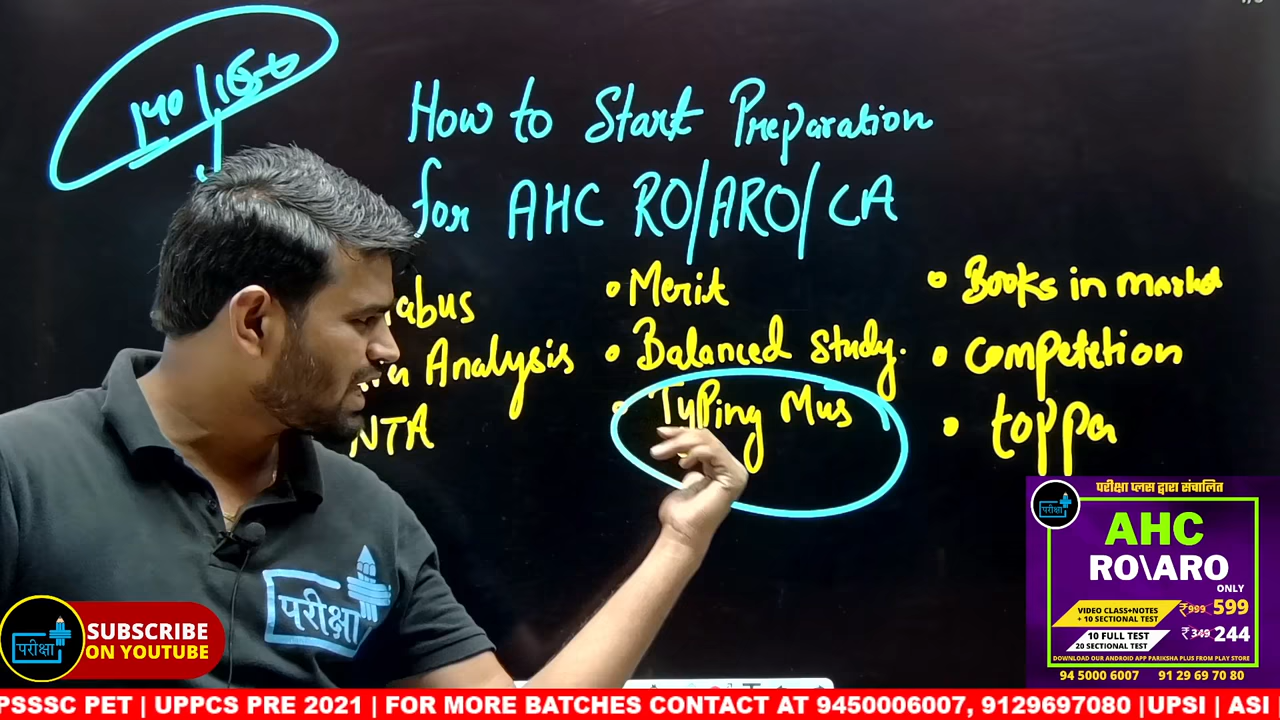 140/150
How to Start Preparation
for AHC RO/ARO/CA
labus
Analysis
NTA
• Merit
• Balanced Study.
• Typing Mus
• Books in market
• Competetion
• topper
परीक्षा
परीक्षा
SUBSCRIBE
ON YOUTUBE
परीक्षा प्लस द्वारा संचालित
परीक्षा
AHC
RO\ARO
ONLY
VIDEO CLASS+NOTES
+ 10 SECTIONAL TEST
₹999 599
10 FULL TEST
20 SECTIONAL TEST
₹349 244
DOWNLOAD OUR ANDROID APP PARIKSHA PLUS FROM PLAY STORE
94 5000 6007 91 29 69 70 80
PSSSC PET | UPPCS PRE 2021 | FOR MORE BATCHES CONTACT AT 9450006007, 9129697080 |UPSI | ASI